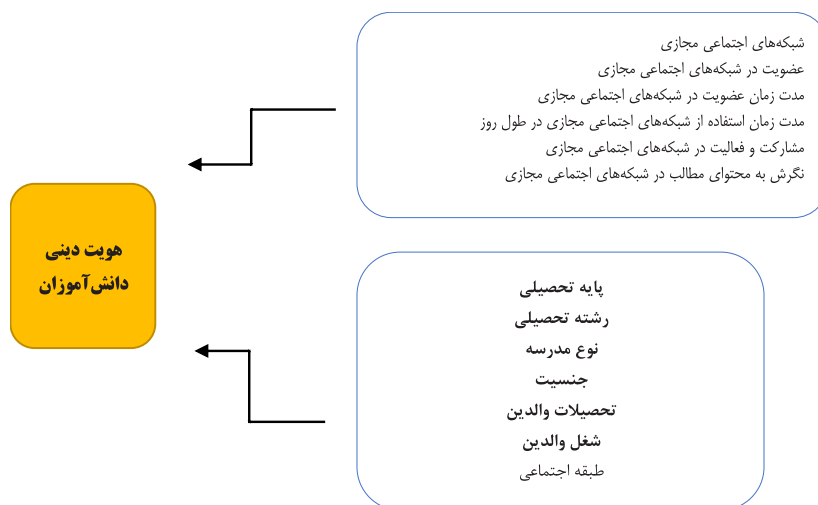 شبکه‌های اجتماعی مجازی
عضویت در شبکه‌های اجتماعی مجازی
مدت زمان عضویت در شبکه‌های اجتماعی مجازی
مدت زمان استفاده از شبکه‌های اجتماعی مجازی در طول روز
مشارکت و فعالیت در شبکه‌های اجتماعی مجازی
نگرش به محتوای مطالب در شبکه‌های اجتماعی مجازی
هویت دینی
دانش‌آموزان
پایه تحصیلی
رشته تحصیلی
نوع مدرسه
جنسیت
تحصیلات والدین
شغل والدین
طبقه اجتماعی